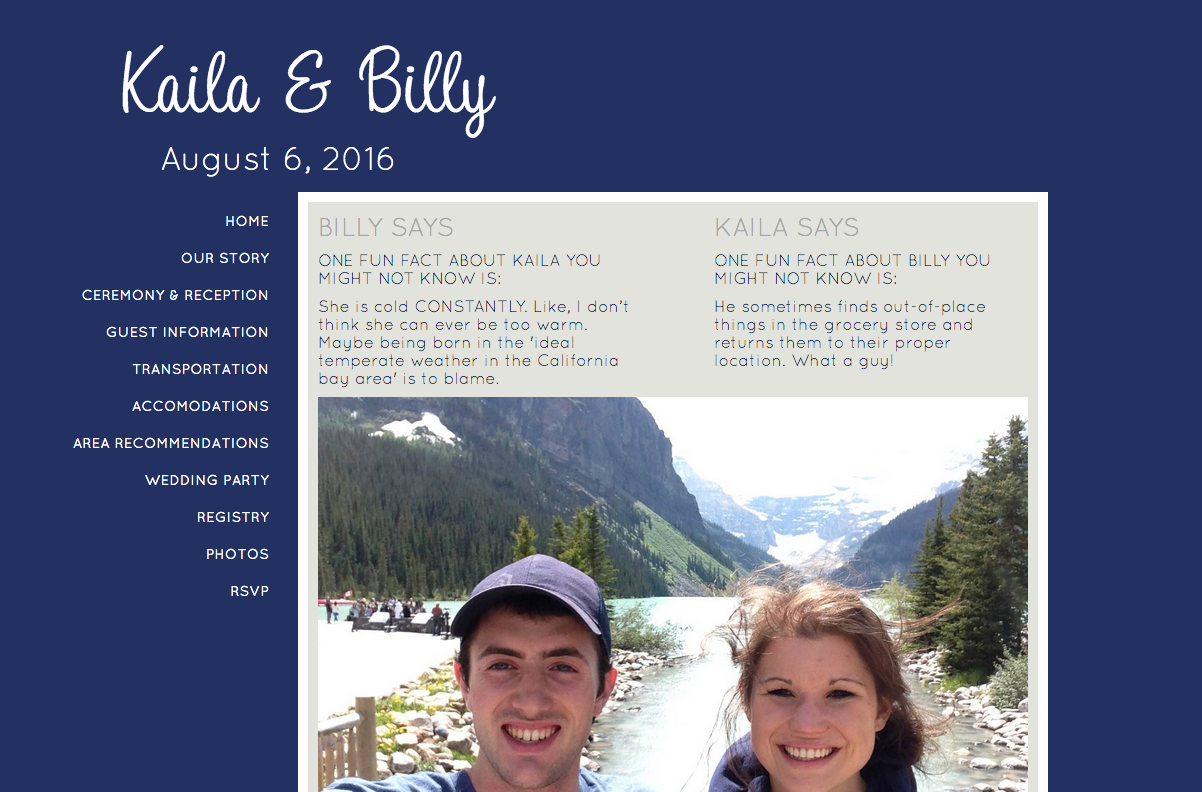 Kaila & Billy
August 6, 2016
HOME
OUR STORY
CEREMONY & RECEPTION
GUEST INFORMATION
TRANSPORTATION
ACCOMODATIONS
AREA RECOMMENDATIONS
WEDDING PARTY
REGISTRY
PHOTOS
RSVP
BILLY SAYS
ONE FUN FACT ABOUT KAILA YOU
MIGHT NOT KNOW IS:
She is cold CONSTANTLY. Like, I don't
think she can ever be too warm.
Maybe being born in the 'ideal
temperate weather in the California
bay area' is to blame.
KAILA SAYS
ONE FUN FACT ABOUT BILLY YOU
MIGHT NOT KNOW IS:
He sometimes finds out-of-place
things in the grocery store and
returns them to their proper
location. What a guy!